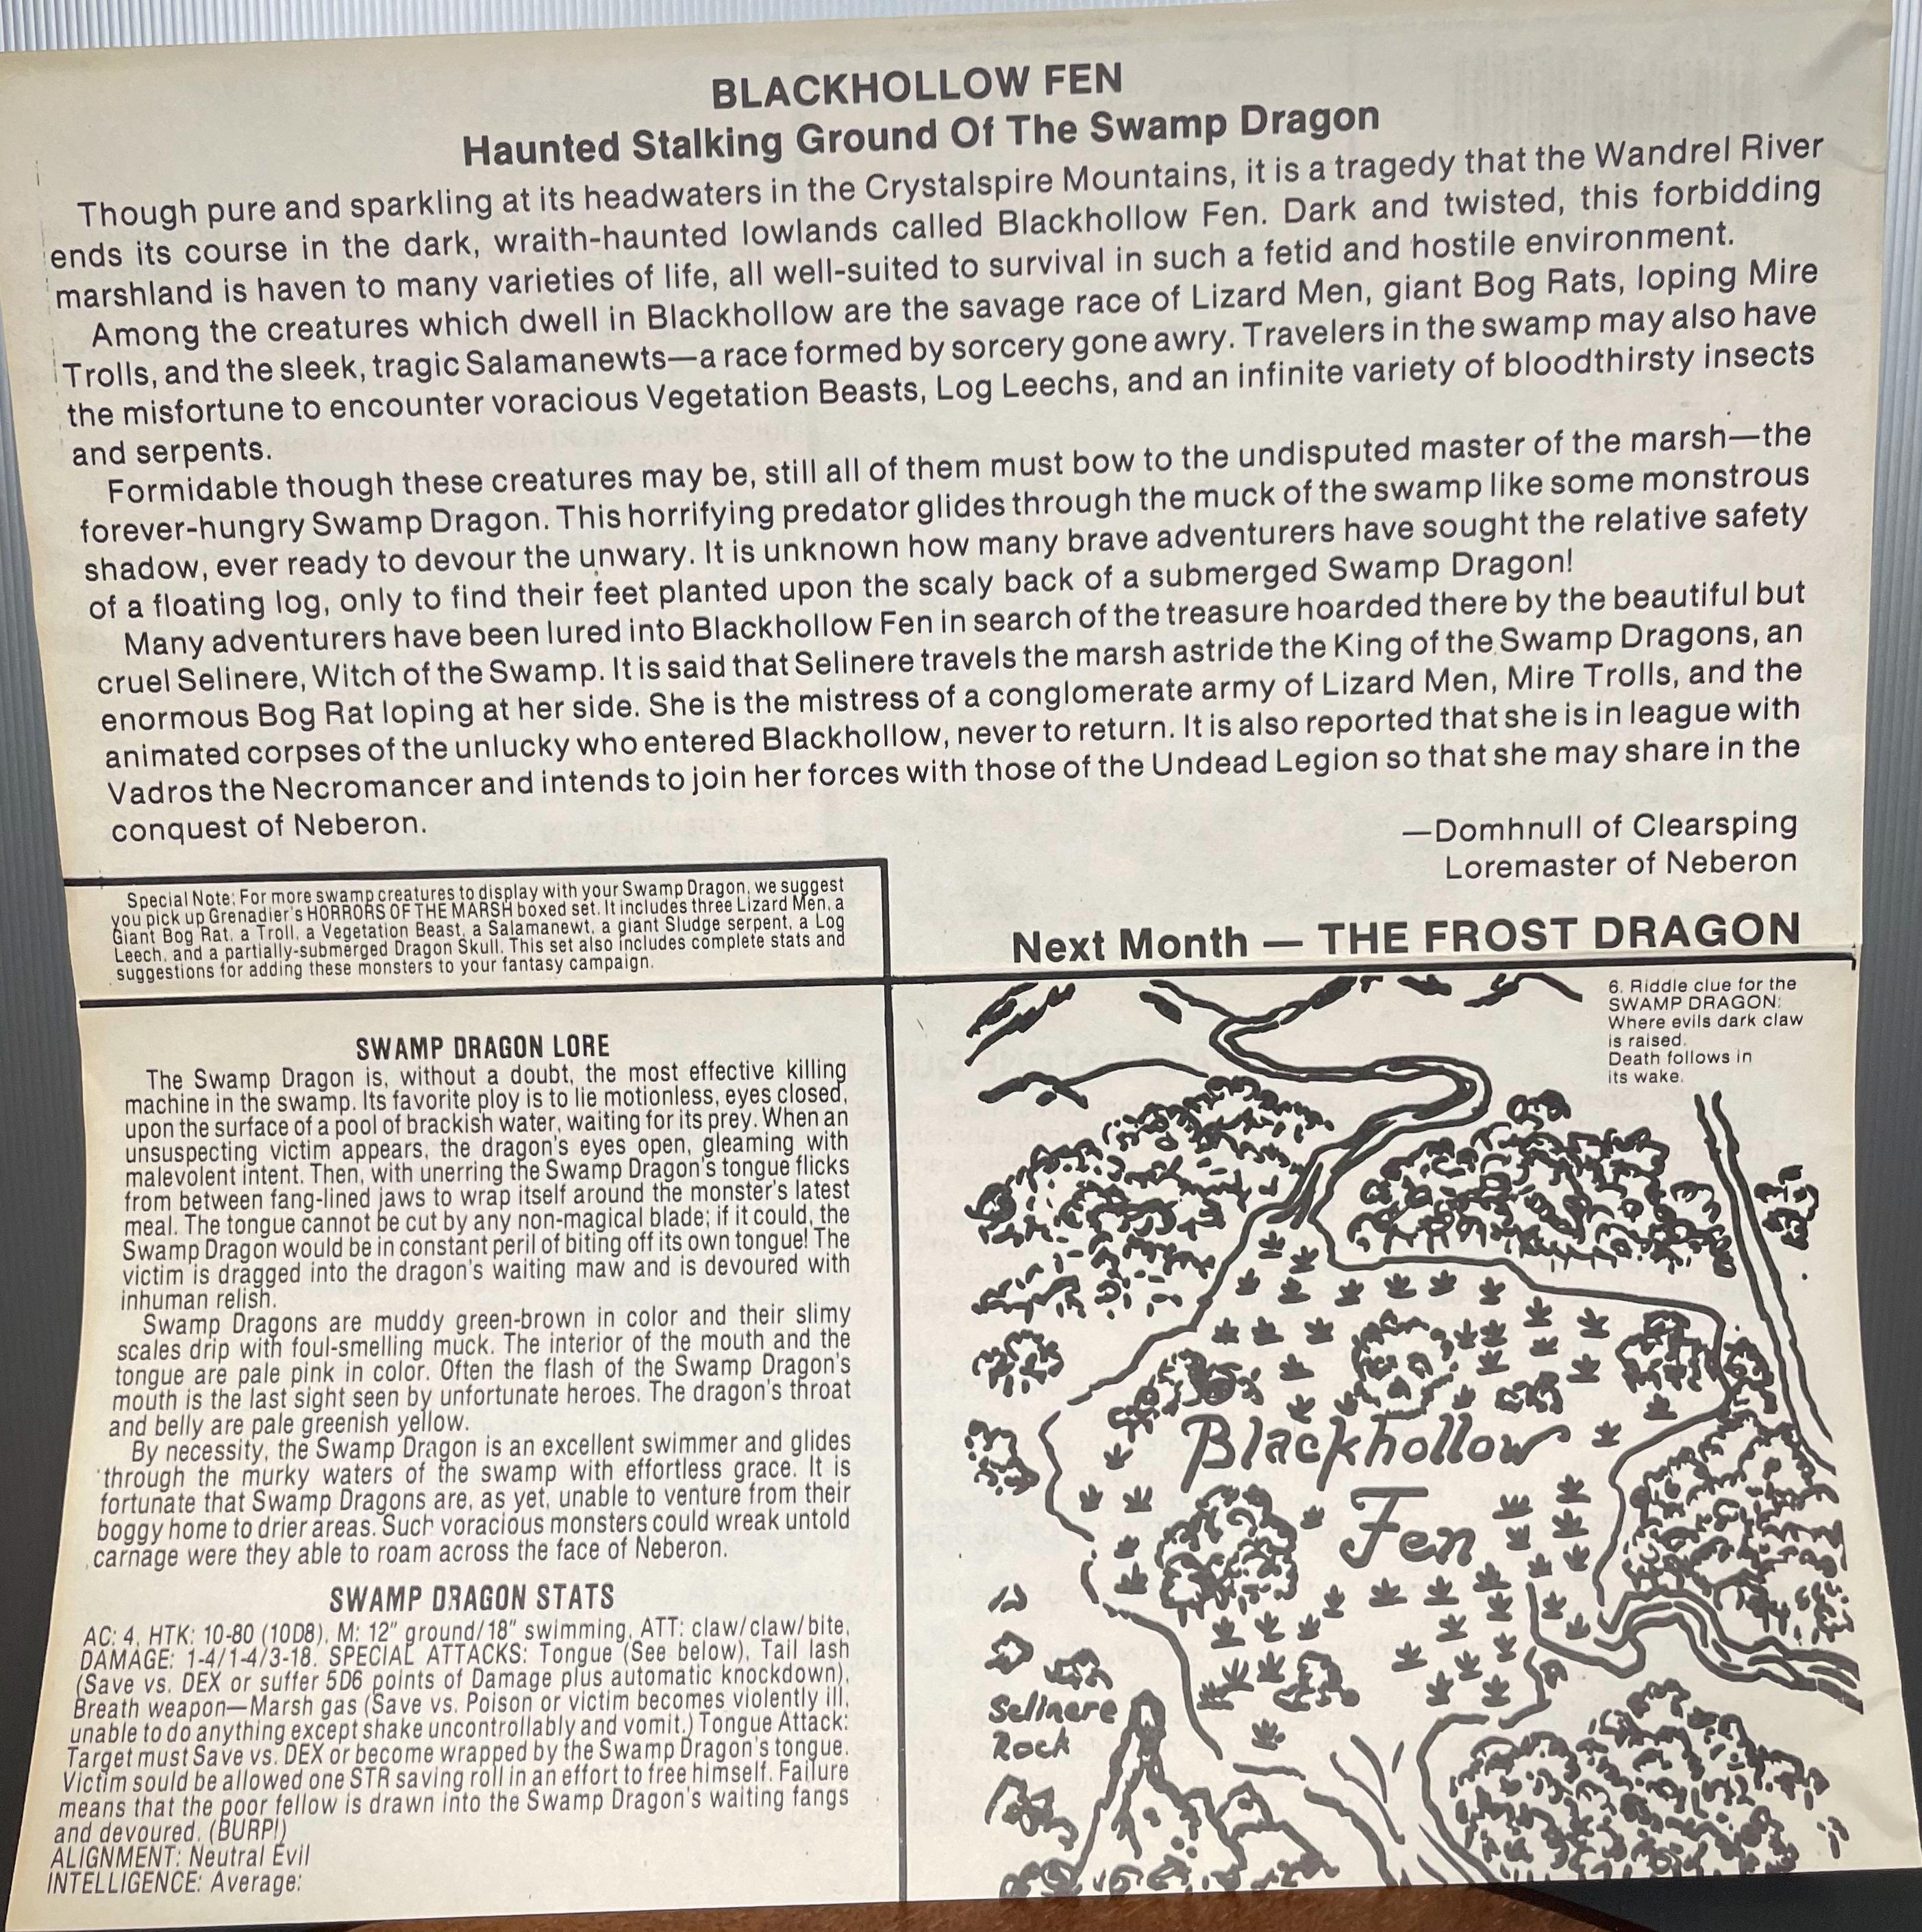 BLACKHOLLOW FEN
Haunted Stalking Ground Of The Swamp Dragon
Though pure and sparkling at its headwaters in the Crystalspire Mountains, it is a tragedy that the Wandrel River
ends its course in the dark, wraith-haunted lowlands called Blackhollow Fen. Dark and twisted, this forbidding
marshland is haven to many varieties of life, all well-suited to survival in such a fetid and hostile environment.
Among the creatures which dwell in Blackhollow are the savage race of Lizard Men, giant Bog Rats, loping Mire
Trolls, and the sleek, tragic Salamanewts—a race formed by sorcery gone awry. Travelers in the swamp may also have
the misfortune to encounter voracious Vegetation Beasts, Log Leechs, and an infinite variety of bloodthirsty insects
and serpents.
Formidable though these creatures may be, still all of them must bow to the undisputed master of the marsh—the
forever-hungry Swamp Dragon. This horrifying predator glides through the muck of the swamp like some monstrous
shadow, ever ready to devour the unwary. It is unknown how many brave adventurers have sought the relative safety
of a floating log, only to find their feet planted upon the scaly back of a submerged Swamp Dragon!
Many adventurers have been lured into Blackhollow Fen in search of the treasure hoarded there by the beautiful but
cruel Selinere, Witch of the Swamp. It is said that Selinere travels the marsh astride the King of the Swamp Dragons, an
enormous Bog Rat loping at her side. She is the mistress of a conglomerate army of Lizard Men, Mire Trolls, and the
animated corpses of the unlucky who entered Blackhollow, never to return. It is also reported that she is in league with
Vadros the Necromancer and intends to join her forces with those of the Undead Legion so that she may share in the
conquest of Neberon.
—Domhnull of Clearsping
Loremaster of Neberon
Special Note: For more swamp creatures to display with your Swamp Dragon, we suggest
you pick up Grenadier's HORRORS OF THE MARSH boxed set. It includes three Lizard Men, a
Giant Bog Rat, a Troll, a Vegetation Beast, a Salamanewt, a giant Sludge serpent, a Log
Leech, and a partially-submerged Dragon Skull. This set also includes complete stats and
suggestions for adding these monsters to your fantasy campaign.
Next Month — THE FROST DRAGON
SWAMP DRAGON LORE
The Swamp Dragon is, without a doubt, the most effective killing
machine in the swamp. Its favorite ploy is to lie motionless, eyes closed,
upon the surface of a pool of brackish water, waiting for its prey. When an
unsuspecting victim appears, the dragon's eyes open, gleaming with
malevolent intent. Then, with unerring the Swamp Dragon's tongue flicks
from between fang-lined jaws to wrap itself around the monster's latest
meal. The tongue cannot be cut by any non-magical blade; if it could, the
Swamp Dragon would be in constant peril of biting off its own tongue! The
victim is dragged into the dragon's waiting maw and is devoured with
inhuman relish.
Swamp Dragons are muddy green-brown in color and their slimy
scales drip with foul-smelling muck. The interior of the mouth and the
tongue are pale pink in color. Often the flash of the Swamp Dragon's
mouth is the last sight seen by unfortunate heroes. The dragon's throat
and belly are pale greenish yellow.
By necessity, the Swamp Dragon is an excellent swimmer and glides
through the murky waters of the swamp with effortless grace. It is
fortunate that Swamp Dragons are, as yet, unable to venture from their
boggy home to drier areas. Such voracious monsters could wreak untold
carnage were they able to roam across the face of Neberon.
SWAMP DRAGON STATS
AC: 4, HTK: 10-80 (10D8), M: 12" ground/18" swimming, ATT: claw/claw/bite,
DAMAGE: 1-4/1-4/3-18. SPECIAL ATTACKS: Tongue (See below), Tail lash
(Save vs. DEX or suffer 5D6 points of Damage plus automatic knockdown),
Breath weapon—Marsh gas (Save vs. Poison or victim becomes violently ill,
unable to do anything except shake uncontrollably and vomit.) Tongue Attack:
Target must Save vs. DEX or become wrapped by the Swamp Dragon's tongue.
Victim sould be allowed one STR saving roll in an effort to free himself. Failure
means that the poor fellow is drawn into the Swamp Dragon's waiting fangs
and devoured. (BURP!)
ALIGNMENT: Neutral Evil
INTELLIGENCE: Average:
6. Riddle clue for the
SWAMP DRAGON:
Where evils dark claw
is raised.
Death follows in
its wake.
Blackhollow
Fen
Selinere
Rock